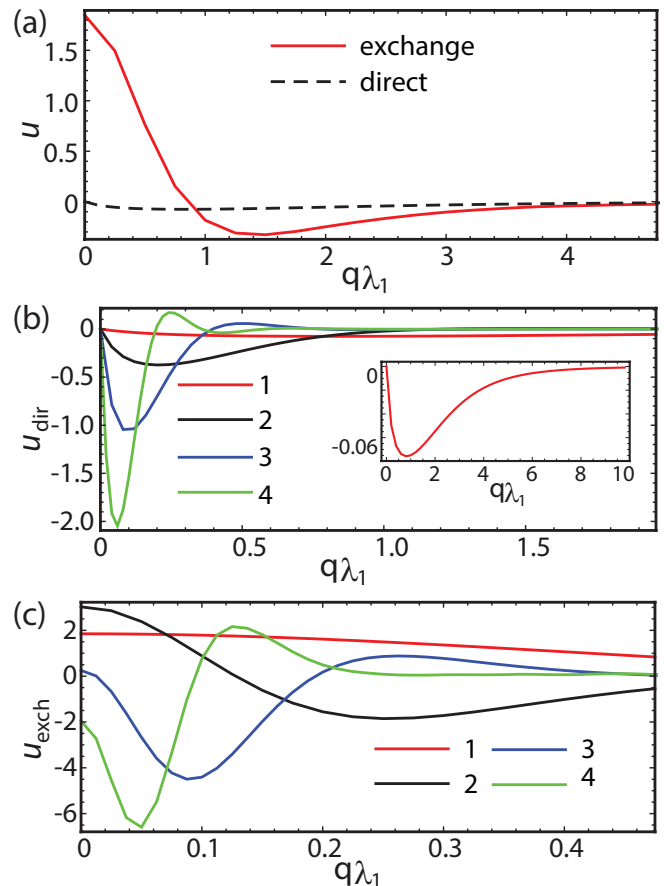 (a)
1.5
1.0
0.5
0
u
exchange
direct
0 1 2 3 4
qλ1
(b)
0
-0.5
-1.0
-1.5
-2.0
u dir
1
2
3
4
0
-0.06
0 2 4 6 8 10
qλ1
0 0.5 1.0 1.5
qλ1
(c)
2
0
-2
-4
-6
u exch
1 3
2 4
0 0.1 0.2 0.3 0.4
qλ1